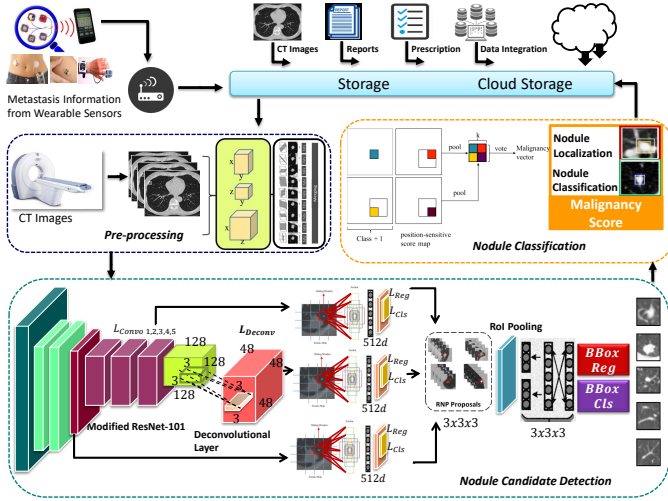 CT Images
Reports
Prescription
Data Integration
Storage
Cloud Storage
Metastasis Information
from Wearable Sensors
CT Images
Pre-processing
x
y
x
y
z
x
z
pool
k
vote
Malignancy
vector
pool
Class + 1
position-sensitive
score map
Nodule
Localization
Nodule
Classification
Malignancy
Score
Nodule Classification
L_Convo 1,2,3,4,5
128
128
128
3
3
3
3
L_Deconv
48
48
48
Modified ResNet-101
Deconvolutional
Layer
L_Reg
L_Cls
512d
L_Reg
L_Cls
512d
L_Reg
L_Cls
512d
RNP Proposals
3x3x3
RoI Pooling
3x3x3
BBox
Reg
BBox
Cls
Nodule Candidate Detection